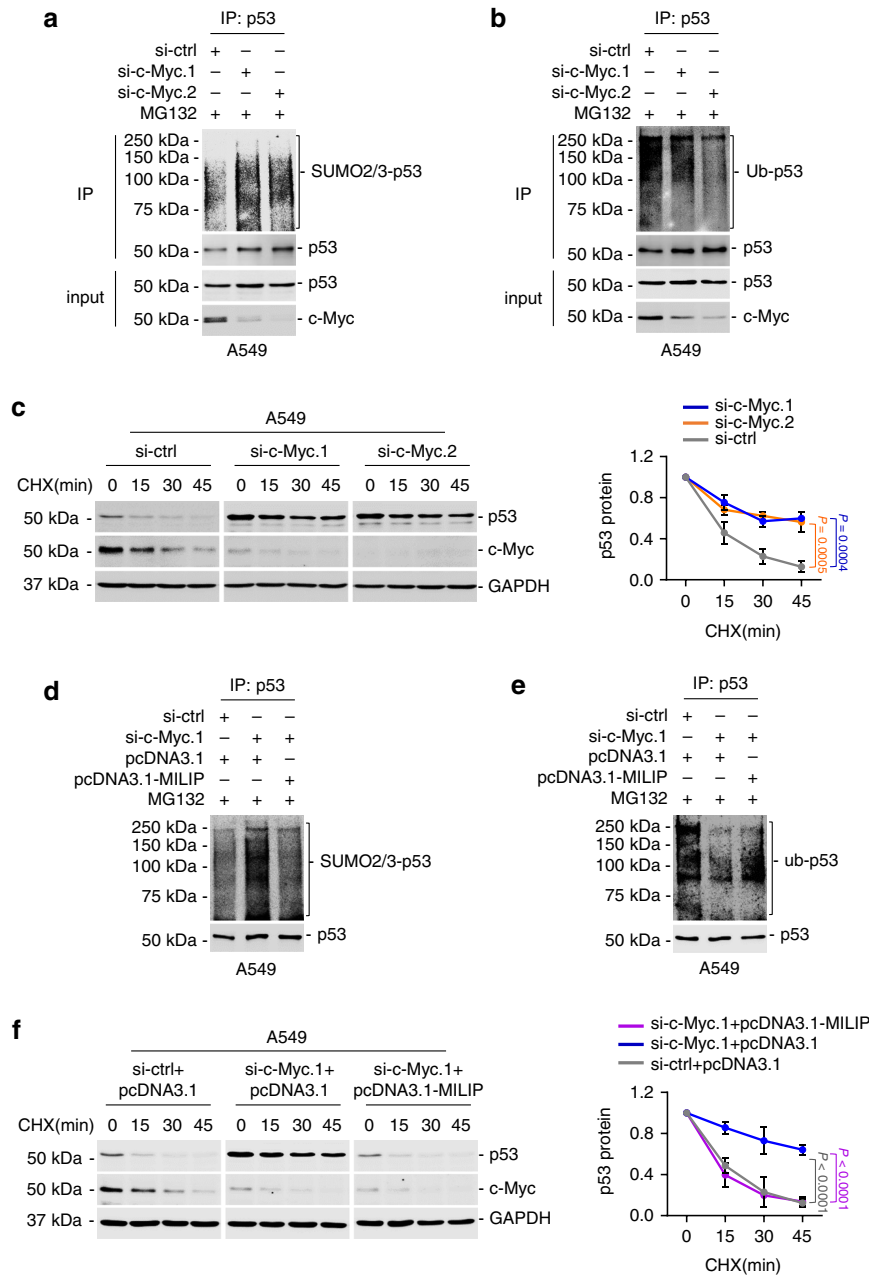 a
IP: p53
si-ctrl + – –
si-c-Myc.1 – + –
si-c-Myc.2 – – +
MG132 + + +
IP
250 kDa -
150 kDa -
100 kDa -
75 kDa -
SUMO2/3-p53
50 kDa - - p53
input
50 kDa - - p53
50 kDa - - c-Myc
A549
b
IP: p53
si-ctrl + – –
si-c-Myc.1 – + –
si-c-Myc.2 – – +
MG132 + + +
IP
250 kDa -
150 kDa -
100 kDa -
75 kDa -
Ub-p53
50 kDa - - p53
input
50 kDa - - p53
50 kDa - - c-Myc
A549
c
A549
si-ctrl si-c-Myc.1 si-c-Myc.2
CHX(min) 0 15 30 45 0 15 30 45 0 15 30 45
50 kDa - - p53
50 kDa - - c-Myc
37 kDa - - GAPDH
si-c-Myc.1
si-c-Myc.2
si-ctrl
p53 protein
1.2
0.8
0.4
0.0
0 15 30 45
CHX(min)
P = 0.0005
P = 0.0004
d
IP: p53
si-ctrl + – –
si-c-Myc.1 – + +
pcDNA3.1 + + –
pcDNA3.1-MILIP – – +
MG132 + + +
250 kDa -
150 kDa -
100 kDa -
75 kDa -
SUMO2/3-p53
50 kDa - - p53
A549
e
IP: p53
si-ctrl + – –
si-c-Myc.1 – + +
pcDNA3.1 + + –
pcDNA3.1-MILIP – – +
MG132 + + +
250 kDa -
150 kDa -
100 kDa -
75 kDa -
ub-p53
50 kDa - - p53
A549
f
A549
si-ctrl+ si-c-Myc.1+ si-c-Myc.1+
pcDNA3.1 pcDNA3.1 pcDNA3.1-MILIP
CHX(min) 0 15 30 45 0 15 30 45 0 15 30 45
50 kDa - - p53
50 kDa - - c-Myc
37 kDa - - GAPDH
si-c-Myc.1+pcDNA3.1-MILIP
si-c-Myc.1+pcDNA3.1
si-ctrl+pcDNA3.1
p53 protein
1.2
0.8
0.4
0.0
0 15 30 45
CHX(min)
P < 0.0001
P < 0.0001